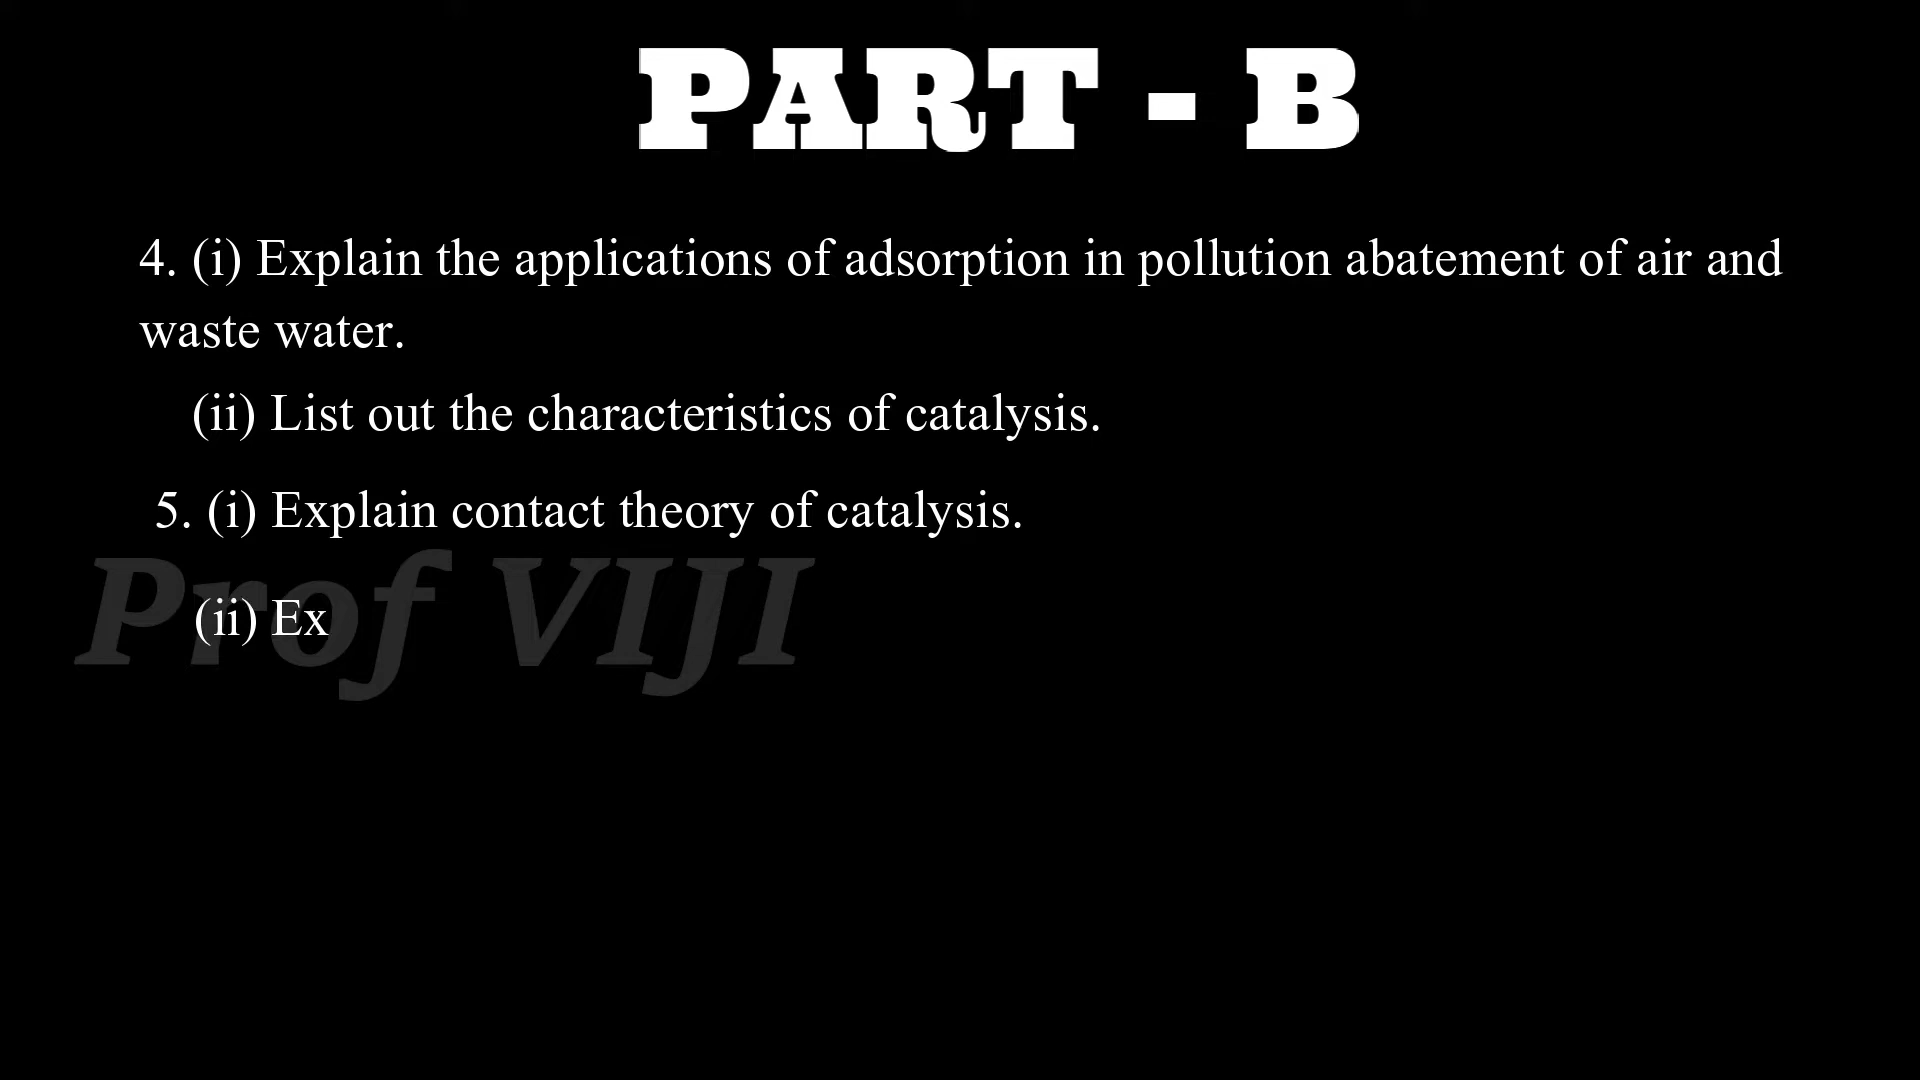 PART - B
4. (i) Explain the applications of adsorption in pollution abatement of air and
waste water.
(ii) List out the characteristics of catalysis.
5. (i) Explain contact theory of catalysis.
Prof VIJI
(ii) Ex